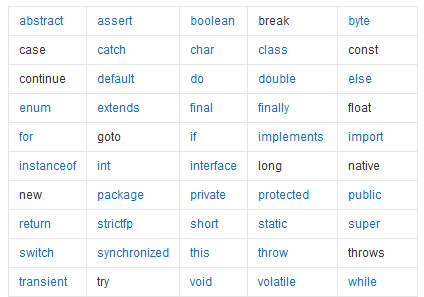 abstract assert boolean break byte
case catch char class const
continue default do double else
enum extends final finally float
for goto if implements import
instanceof int interface long native
new package private protected public
return strictfp short static super
switch synchronized this throw throws
transient try void volatile while